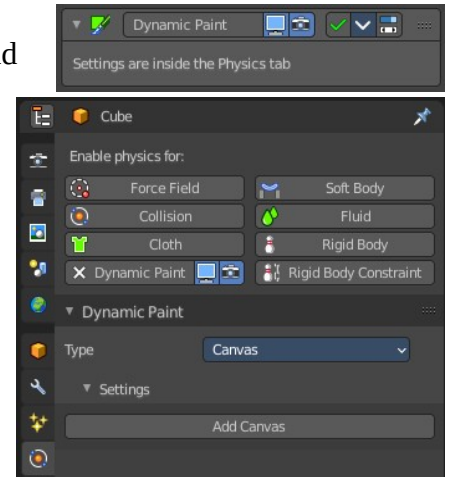 Dynamic Paint
Settings are inside the Physics tab
Cube
Enable physics for:
Force Field Soft Body
Collision Fluid
Cloth Rigid Body
Dynamic Paint Rigid Body Constraint
Dynamic Paint
Type Canvas
Settings
Add Canvas